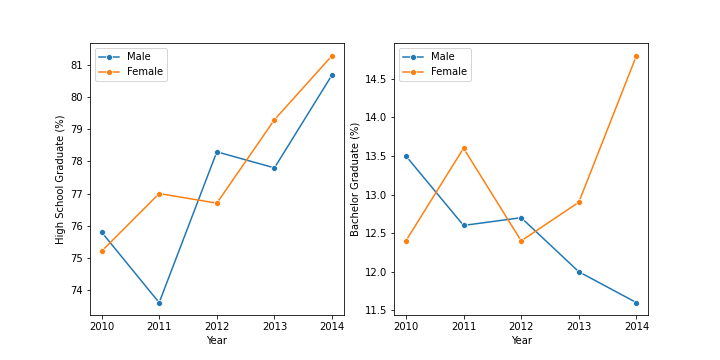 High School Graduate (%)
81
80
79
78
77
76
75
74
Male
Female
2010 2011 2012 2013 2014
Year
Bachelor Graduate (%)
14.5
14.0
13.5
13.0
12.5
12.0
11.5
Male
Female
2010 2011 2012 2013 2014
Year